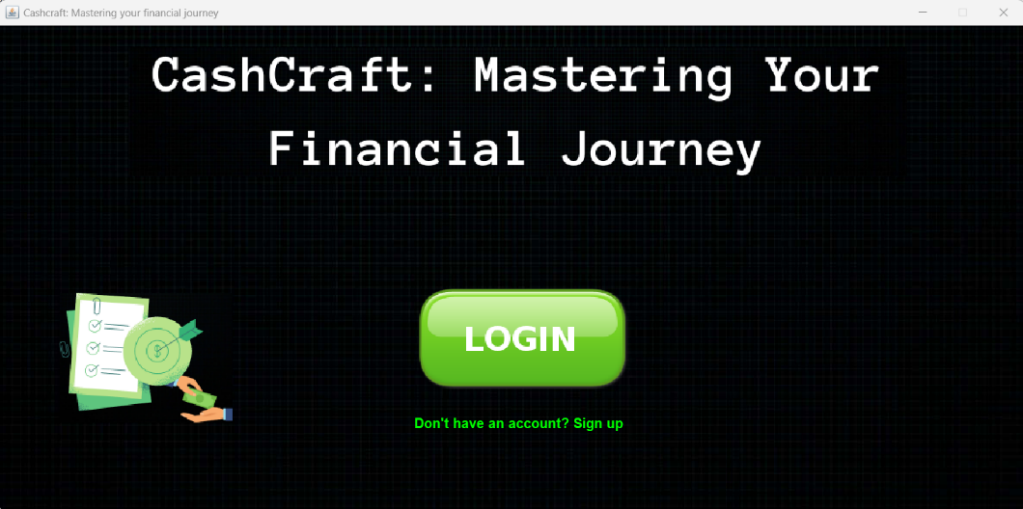 Cashcraft: Mastering your financial journey
CashCraft: Mastering Your
Financial Journey
$
LOGIN
Don't have an account? Sign up